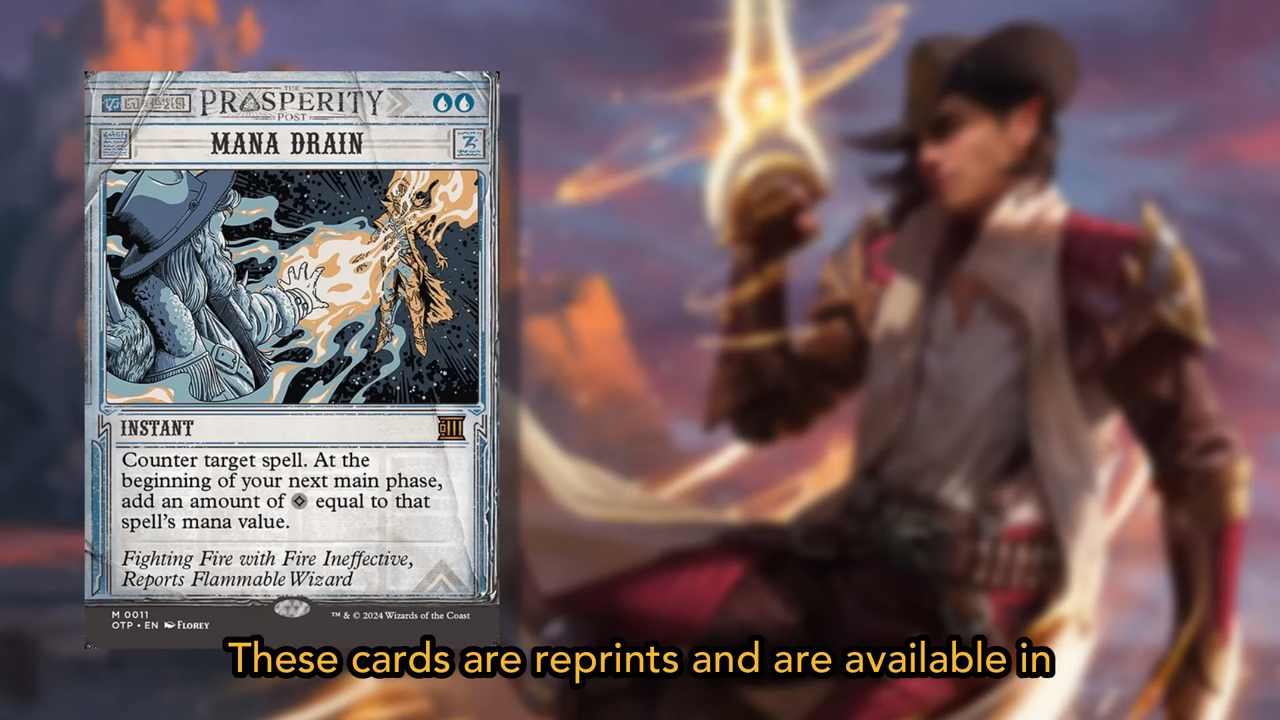 THE
PROSPERITY
POST
MANA DRAIN
INSTANT
Counter target spell. At the
beginning of your next main phase,
add an amount of equal to that
spell's mana value.
Fighting Fire with Fire Ineffective,
Reports Flammable Wizard
M 0011
OTP • EN FLOREY
™ & © 2024 Wizards of the Coast
These cards are reprints and are available in